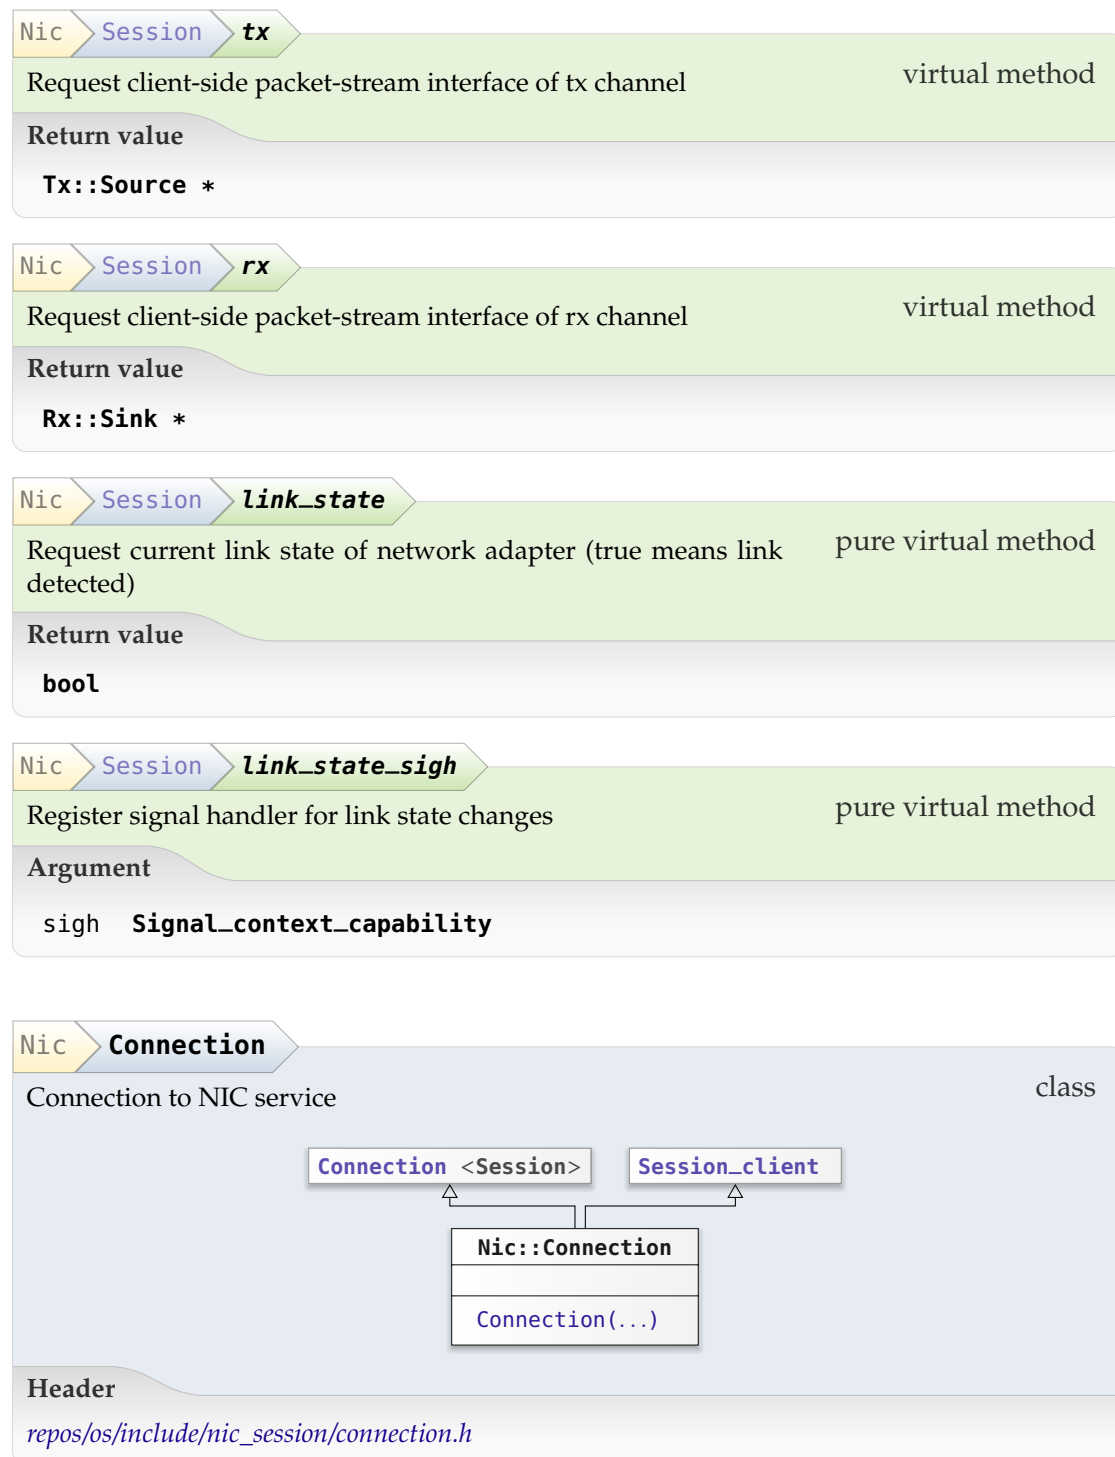 Nic Session tx
Request client-side packet-stream interface of tx channel virtual method
Return value
Tx::Source *
Nic Session rx
Request client-side packet-stream interface of rx channel virtual method
Return value
Rx::Sink *
Nic Session link_state
Request current link state of network adapter (true means link pure virtual method
detected)
Return value
bool
Nic Session link_state_sigh
Register signal handler for link state changes pure virtual method
Argument
sigh Signal_context_capability
Nic Connection
Connection to NIC service class
Connection <Session> Session_client
Nic::Connection
Connection(...)
Header
repos/os/include/nic_session/connection.h